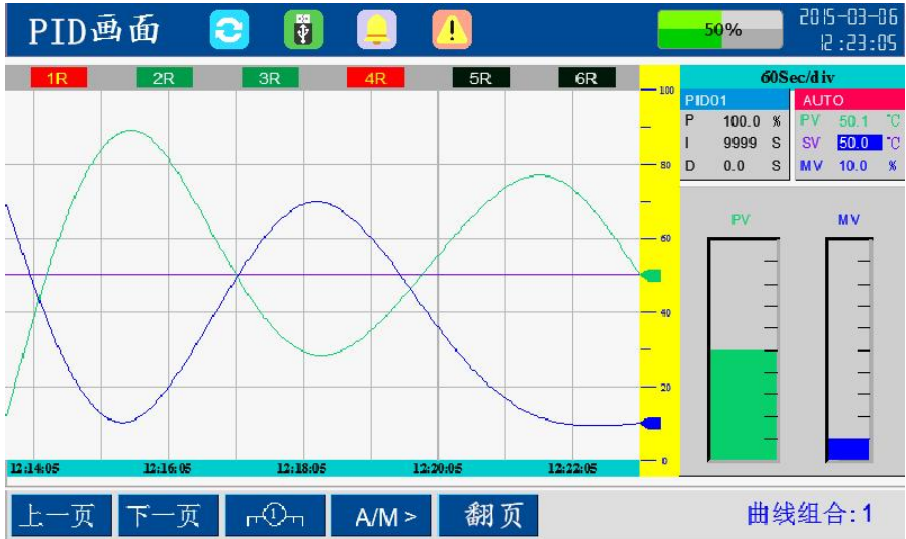 PID画面
50%
2015-03-06
12:23:05
1R 2R 3R 4R 5R 6R
60Sec/div
100
80
60
40
20
0
PID01
P 100.0 %
I 9999 S
D 0.0 S
AUTO
PV 50.1 ℃
SV 50.0 ℃
MV 10.0 %
PV MV
12:14:05 12:16:05 12:18:05 12:20:05 12:22:05
上一页 下一页 1 A/M > 翻页
曲线组合:1